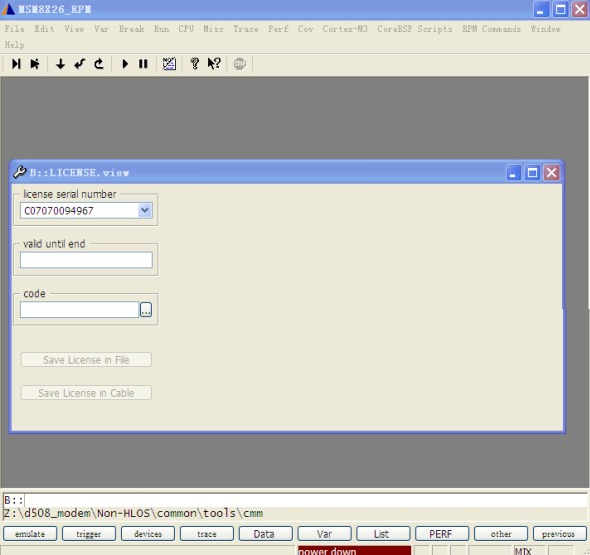 MSM8X26_RPM
File Edit View Var Break Run CPU Misc Trace Perf Cov Cortex-M3 CoreBSP Scripts RPM Commands Window
Help
B::LICENSE.view
license serial number
C07070094967
valid until end
code
...
Save License in File
Save License in Cable
B::
Z:\d508_modem\Non-HLOS\common\tools\cmm
emulate trigger devices trace Data Var List PERF other previous
power down MIX